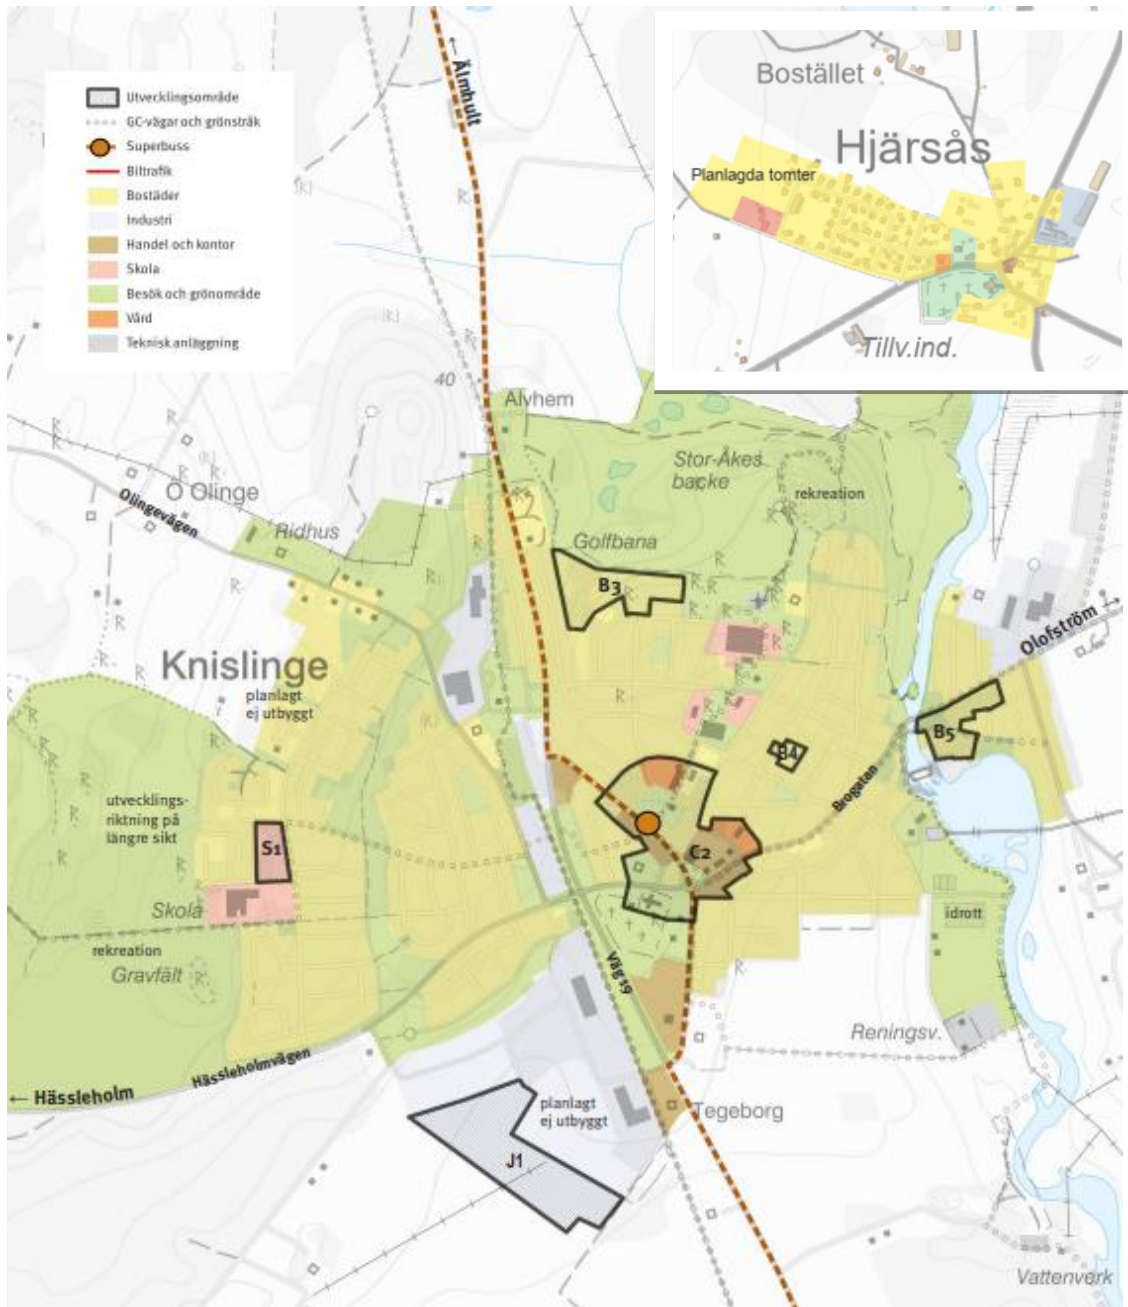 ← Älmhult
Utvecklingsområde
GC-vägar och grönstråk
Superbuss
Biltrafik
Bostäder
Industri
Handel och kontor
Skola
Besök och grönområde
Vård
Teknisk anläggning
Bostället
Hjärsås
Planlagda tomter
Tillv.ind.
(K)
(K)
40
Alvhem
Stor-Åkes
backe
rekreation
Ö Olinge
Olingevägen
Ridhus
Golfbana
B3
Olofström →
Knislinge
planlagt
ej utbyggt
(K)
B5
B4
Brogatan
utvecklings-
riktning på
längre sikt
S1
C2
Skola
idrott
rekreation
Gravfält
Väg 19
Reningsv.
Hässleholmvägen
← Hässleholm
planlagt
ej utbyggt
Tegeborg
J1
Vattenverk